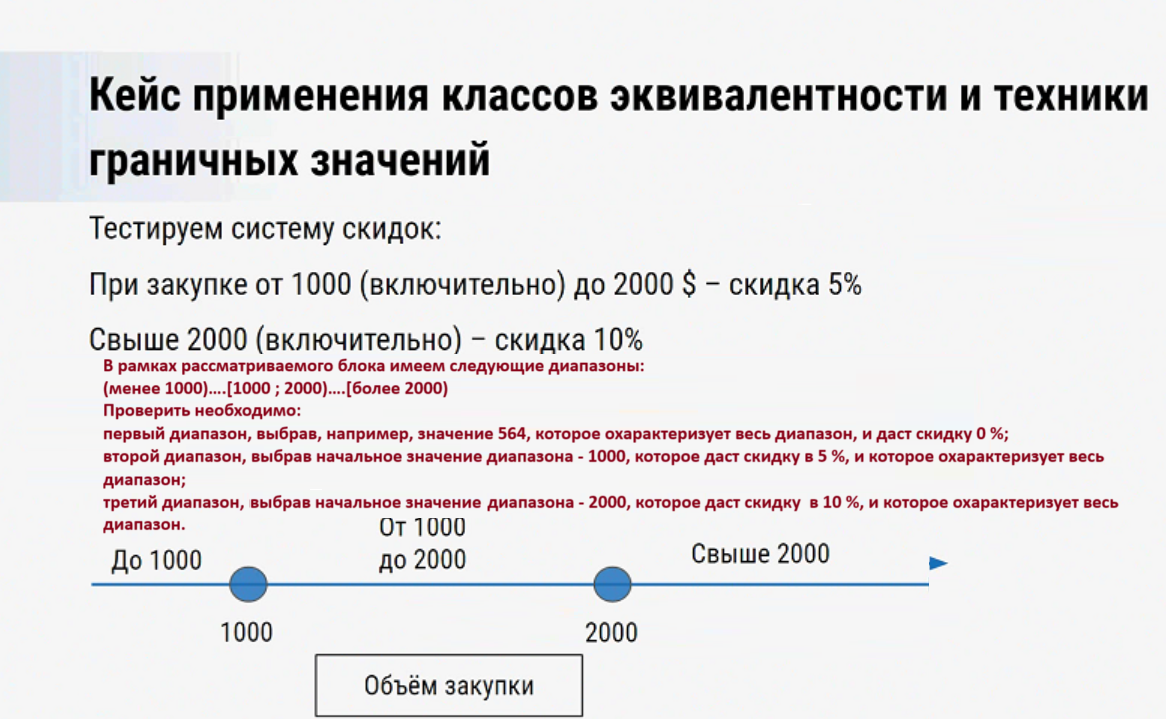 Кейс применения классов эквивалентности и техники
граничных значений
Тестируем систему скидок:
При закупке от 1000 (включительно) до 2000 $ – скидка 5%
Свыше 2000 (включительно) – скидка 10%
В рамках рассматриваемого блока имеем следующие диапазоны:
(менее 1000)....[1000 ; 2000)....[более 2000)
Проверить необходимо:
первый диапазон, выбрав, например, значение 564, которое охарактеризует весь диапазон, и даст скидку 0 %;
второй диапазон, выбрав начальное значение диапазона - 1000, которое даст скидку в 5 %, и которое охарактеризует весь
диапазон;
третий диапазон, выбрав начальное значение диапазона - 2000, которое даст скидку  в 10 %, и которое охарактеризует весь
диапазон.
До 1000
От 1000
до 2000
Свыше 2000
1000
2000
Объём закупки